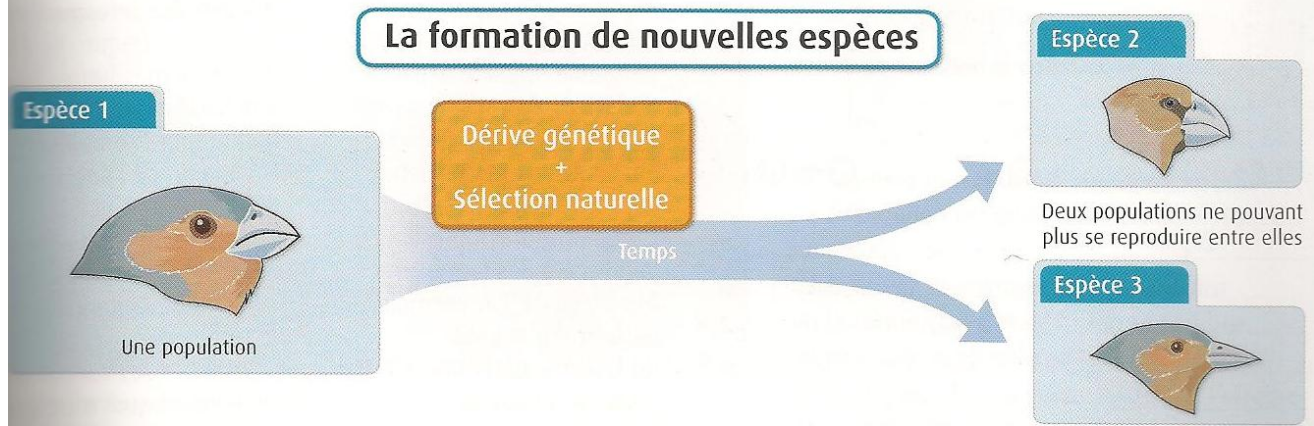 La formation de nouvelles espèces
Espèce 1
Une population
Dérive génétique
+
Sélection naturelle
Temps
Espèce 2
Deux populations ne pouvant
plus se reproduire entre elles
Espèce 3